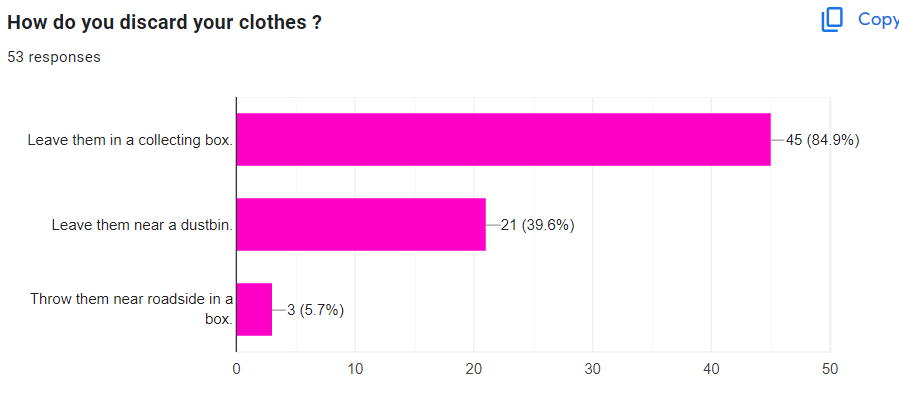 How do you discard your clothes ?
Copy
53 responses
Leave them in a collecting box.
45 (84.9%)
Leave them near a dustbin.
21 (39.6%)
Throw them near roadside in a
box.
3 (5.7%)
0
10
20
30
40
50